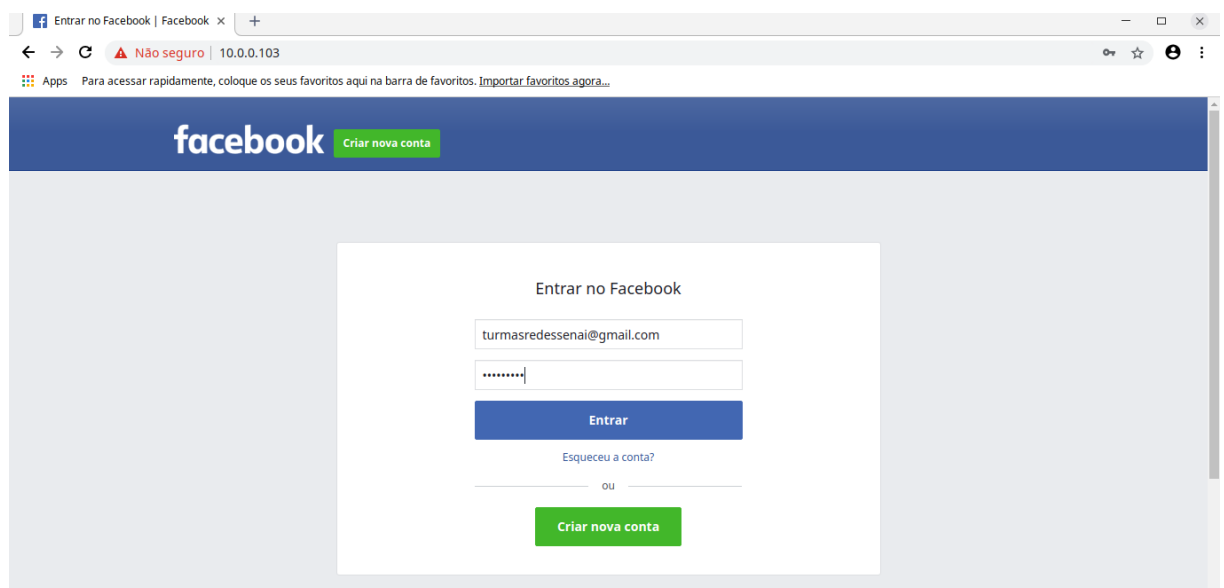 Entrar no Facebook | Facebook
Não seguro | 10.0.0.103
Apps Para acessar rapidamente, coloque os seus favoritos aqui na barra de favoritos. Importar favoritos agora...
facebook Criar nova conta
Entrar no Facebook
turmasredessenai@gmail.com
•••••••••
Entrar
Esqueceu a conta?
ou
Criar nova conta